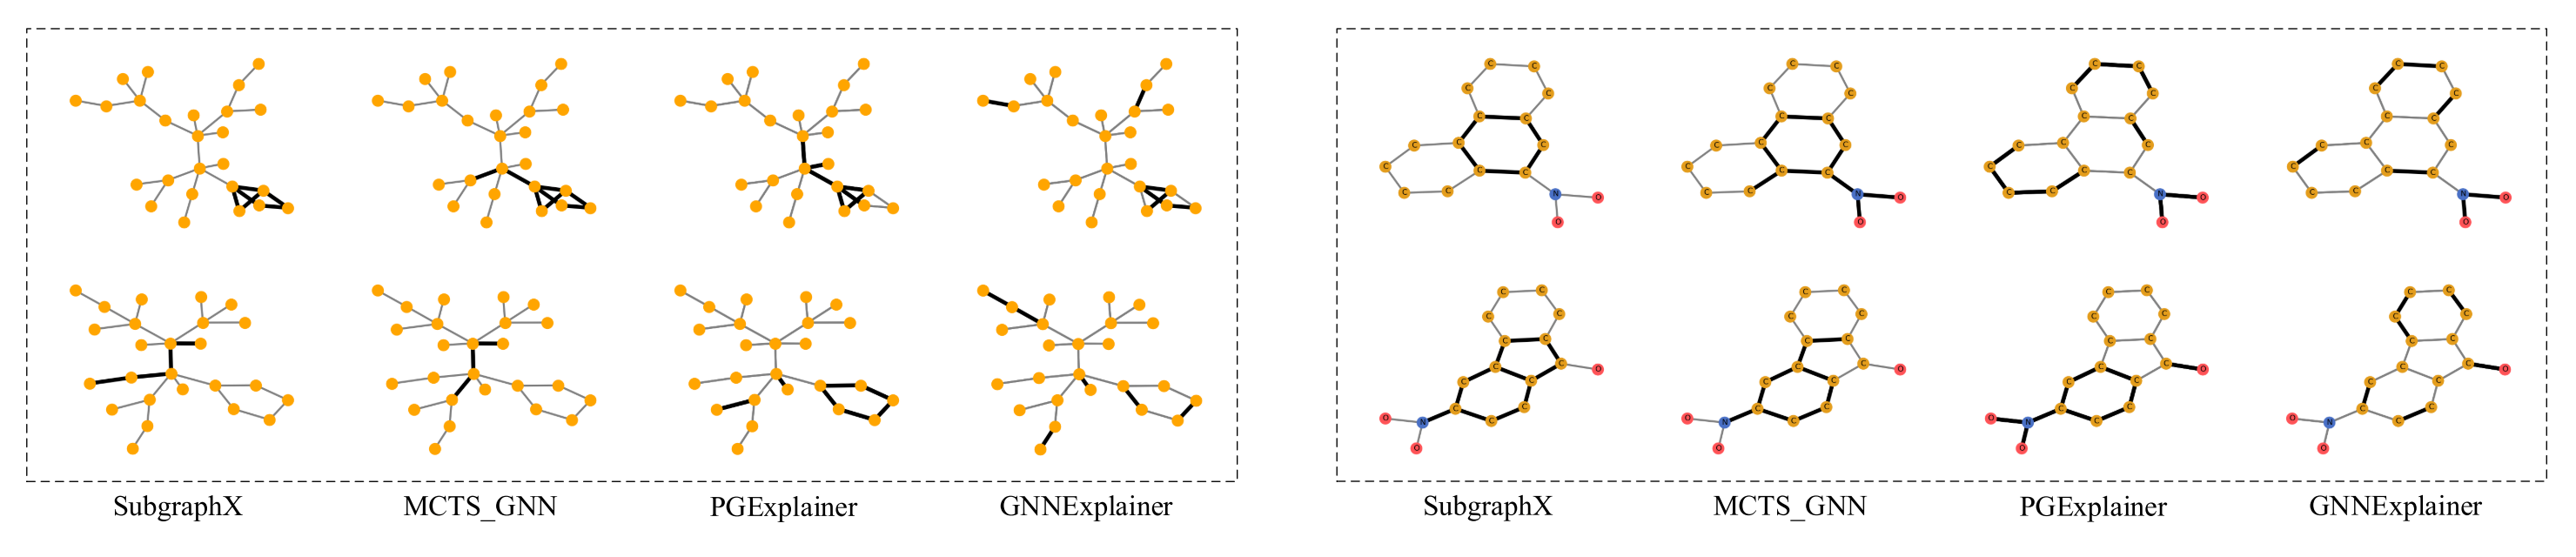 SubgraphX
MCTS_GNN
PGExplainer
GNNExplainer
SubgraphX
MCTS_GNN
PGExplainer
GNNExplainer